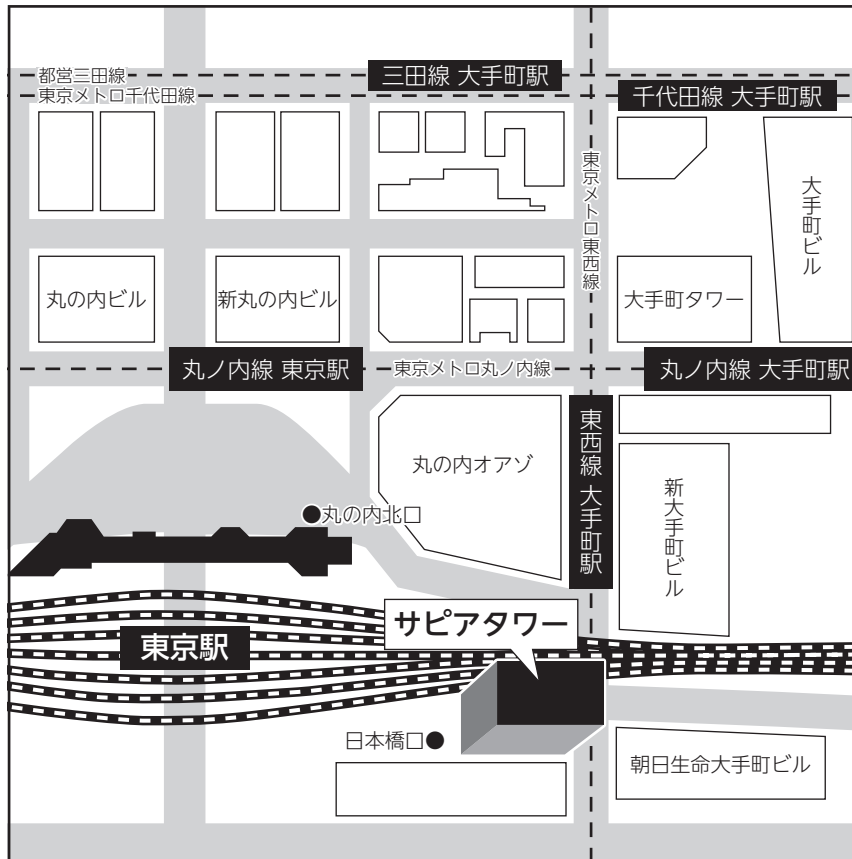 都営三田線
東京メトロ千代田線
三田線 大手町駅
千代田線 大手町駅
東京メトロ東西線
大手町ビル
丸の内ビル
新丸の内ビル
大手町タワー
丸ノ内線 東京駅
東京メトロ丸ノ内線
丸ノ内線 大手町駅
東西線 大手町駅
丸の内オアゾ
新大手町ビル
●丸の内北口
サピアタワー
東京駅
日本橋口●
朝日生命大手町ビル